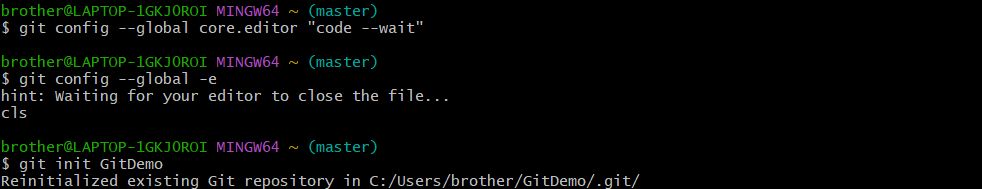 brother@LAPTOP-1GKJ0ROI MINGW64 ~ (master)
$ git config --global core.editor "code --wait"
brother@LAPTOP-1GKJ0ROI MINGW64 ~ (master)
$ git config --global -e
hint: Waiting for your editor to close the file...
cls
brother@LAPTOP-1GKJ0ROI MINGW64 ~ (master)
$ git init GitDemo
Reinitialized existing Git repository in C:/Users/brother/GitDemo/.git/